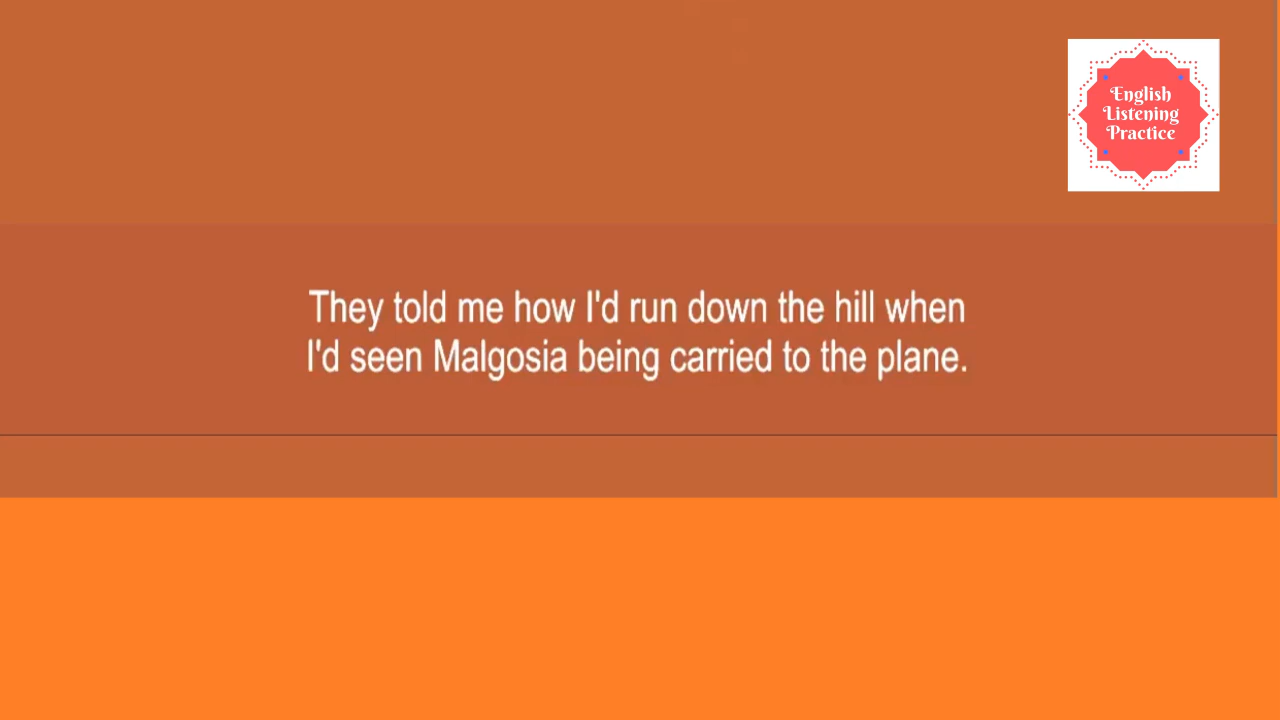 English
Listening
Practice
They told me how I'd run down the hill when
I'd seen Malgosia being carried to the plane.